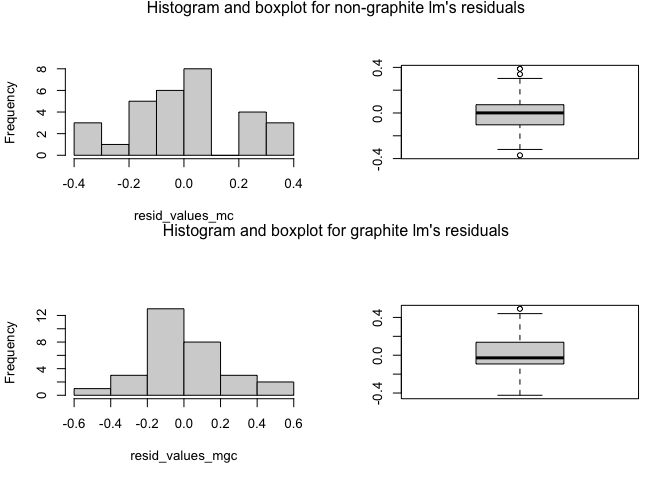 Histogram and boxplot for non-graphite lm's residuals
Frequency
0 2 4 6 8
-0.4 -0.2 0.0 0.2 0.4
resid_values_mc
-0.4 0.0 0.4
Histogram and boxplot for graphite lm's residuals
Frequency
0 4 8 12
-0.6 -0.4 -0.2 0.0 0.2 0.4 0.6
resid_values_mgc
-0.4 0.0 0.4